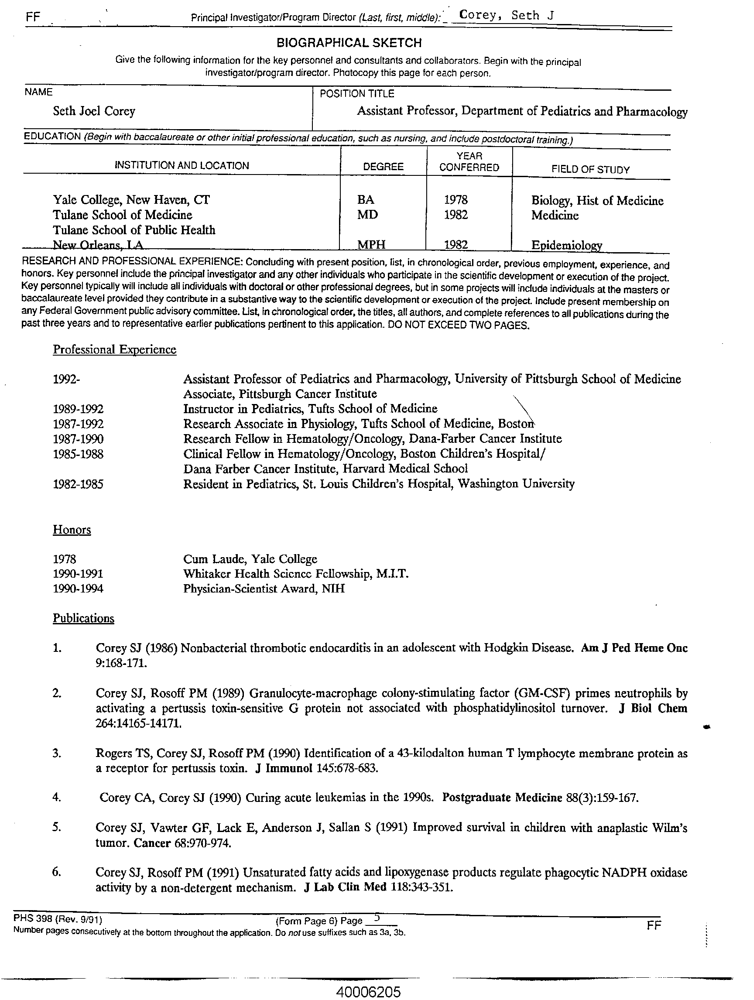 FF
Principal Investigator/Program Director (Last, first, middle): Corey, Seth J
BIOGRAPHICAL SKETCH
Give the following information for the key personnel and consultants and collaborators. Begin with the principal
investigator/program director. Photocopy this page for each person.
NAME
POSITION TITLE
Seth Joel Corey
Assistant Professor, Department of Pediatrics and Pharmacology
EDUCATION (Begin with baccalaureate or other initial professional education, such as nursing, and include postdoctoral training.)
INSTITUTION AND LOCATION
DEGREE
YEAR
CONFERRED
FIELD OF STUDY
Yale College, New Haven, CT BA 1978 Biology, Hist of Medicine
Tulane School of Medicine MD 1982 Medicine
Tulane School of Public Health
New Orleans, LA MPH 1982 Epidemiology
RESEARCH AND PROFESSIONAL EXPERIENCE: Concluding with present position, list, in chronological order, previous employment, experience, and
honors. Key personnel include the principal investigator and any other individuals who participate in the scientific development or execution of the project.
Key personnel typically will include all individuals with doctoral or other professional degrees, but in some projects will include individuals at the masters or
baccalaureate level provided they contribute in a substantive way to the scientific development or execution of the project. Include present membership on
any Federal Government public advisory committee. List, in chronological order, the titles, all authors, and complete references to all publications during the
past three years and to representative earlier publications pertinent to this application. DO NOT EXCEED TWO PAGES.
Professional Experience
1992- Assistant Professor of Pediatrics and Pharmacology, University of Pittsburgh School of Medicine
Associate, Pittsburgh Cancer Institute
1989-1992 Instructor in Pediatrics, Tufts School of Medicine
1987-1992 Research Associate in Physiology, Tufts School of Medicine, Boston
1987-1990 Research Fellow in Hematology/Oncology, Dana-Farber Cancer Institute
1985-1988 Clinical Fellow in Hematology/Oncology, Boston Children's Hospital/
Dana Farber Cancer Institute, Harvard Medical School
1982-1985 Resident in Pediatrics, St. Louis Children's Hospital, Washington University
Honors
1978 Cum Laude, Yale College
1990-1991 Whitaker Health Science Fellowship, M.I.T.
1990-1994 Physician-Scientist Award, NIH
Publications
1. Corey SJ (1986) Nonbacterial thrombotic endocarditis in an adolescent with Hodgkin Disease. Am J Ped Heme Onc
9:168-171.
2. Corey SJ, Rosoff PM (1989) Granulocyte-macrophage colony-stimulating factor (GM-CSF) primes neutrophils by
activating a pertussis toxin-sensitive G protein not associated with phosphatidylinositol turnover. J Biol Chem
264:14165-14171.
3. Rogers TS, Corey SJ, Rosoff PM (1990) Identification of a 43-kilodalton human T lymphocyte membrane protein as
a receptor for pertussis toxin. J Immunol 145:678-683.
4. Corey CA, Corey SJ (1990) Curing acute leukemias in the 1990s. Postgraduate Medicine 88(3):159-167.
5. Corey SJ, Vawter GF, Lack E, Anderson J, Sallan S (1991) Improved survival in children with anaplastic Wilm's
tumor. Cancer 68:970-974.
6. Corey SJ, Rosoff PM (1991) Unsaturated fatty acids and lipoxygenase products regulate phagocytic NADPH oxidase
activity by a non-detergent mechanism. J Lab Clin Med 118:343-351.
PHS 398 (Rev. 9/91) (Form Page 6) Page 5
Number pages consecutively at the bottom throughout the application. Do not use suffixes such as 3a, 3b.
FF
40006205